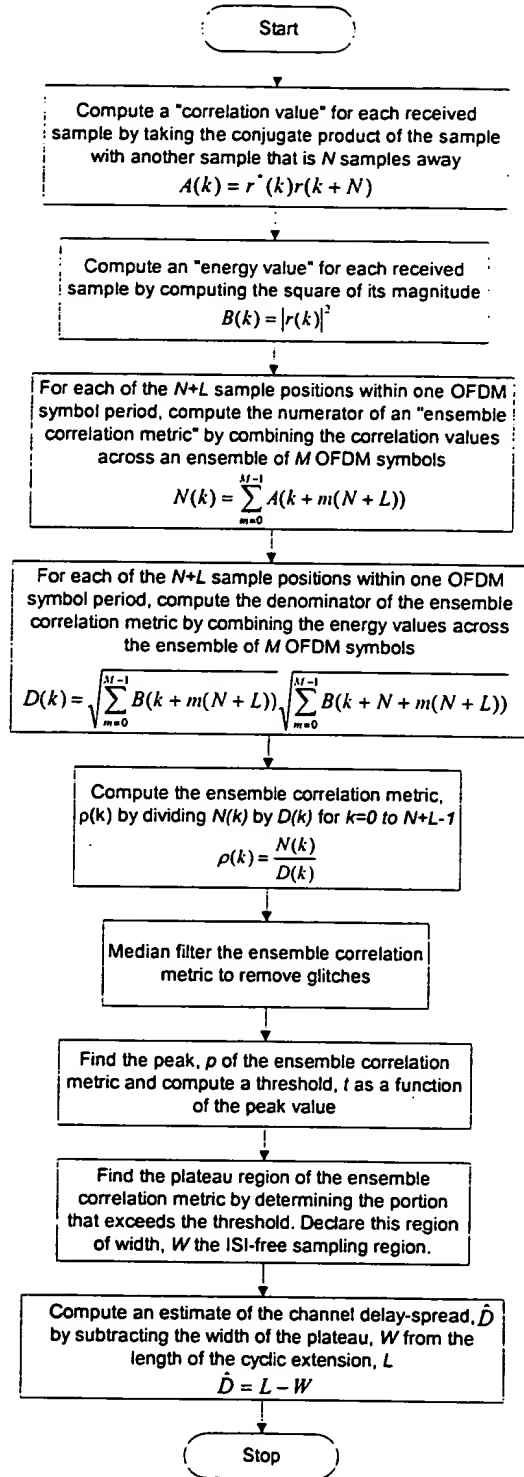 Start
Compute a "correlation value" for each received
sample by taking the conjugate product of the sample
with another sample that is N samples away
A(k) = r*(k)r(k + N)
Compute an "energy value" for each received
sample by computing the square of its magnitude
B(k) = |r(k)|²
For each of the N+L sample positions within one OFDM
symbol period, compute the numerator of an "ensemble
correlation metric" by combining the correlation values
across an ensemble of M OFDM symbols
N(k) = ∑_{m=0}^{M-1} A(k + m(N + L))
For each of the N+L sample positions within one OFDM
symbol period, compute the denominator of the ensemble
correlation metric by combining the energy values across
the ensemble of M OFDM symbols
D(k) = √(∑_{m=0}^{M-1} B(k + m(N + L))) √(∑_{m=0}^{M-1} B(k + N + m(N + L)))
Compute the ensemble correlation metric,
ρ(k) by dividing N(k) by D(k) for k=0 to N+L-1
ρ(k) = N(k)/D(k)
Median filter the ensemble correlation
metric to remove glitches
Find the peak, p of the ensemble correlation
metric and compute a threshold, t as a function
of the peak value
Find the plateau region of the ensemble
correlation metric by determining the portion
that exceeds the threshold. Declare this region
of width, W the ISI-free sampling region.
Compute an estimate of the channel delay-spread, D̂
by subtracting the width of the plateau, W from the
length of the cyclic extension, L
D̂ = L − W
Stop